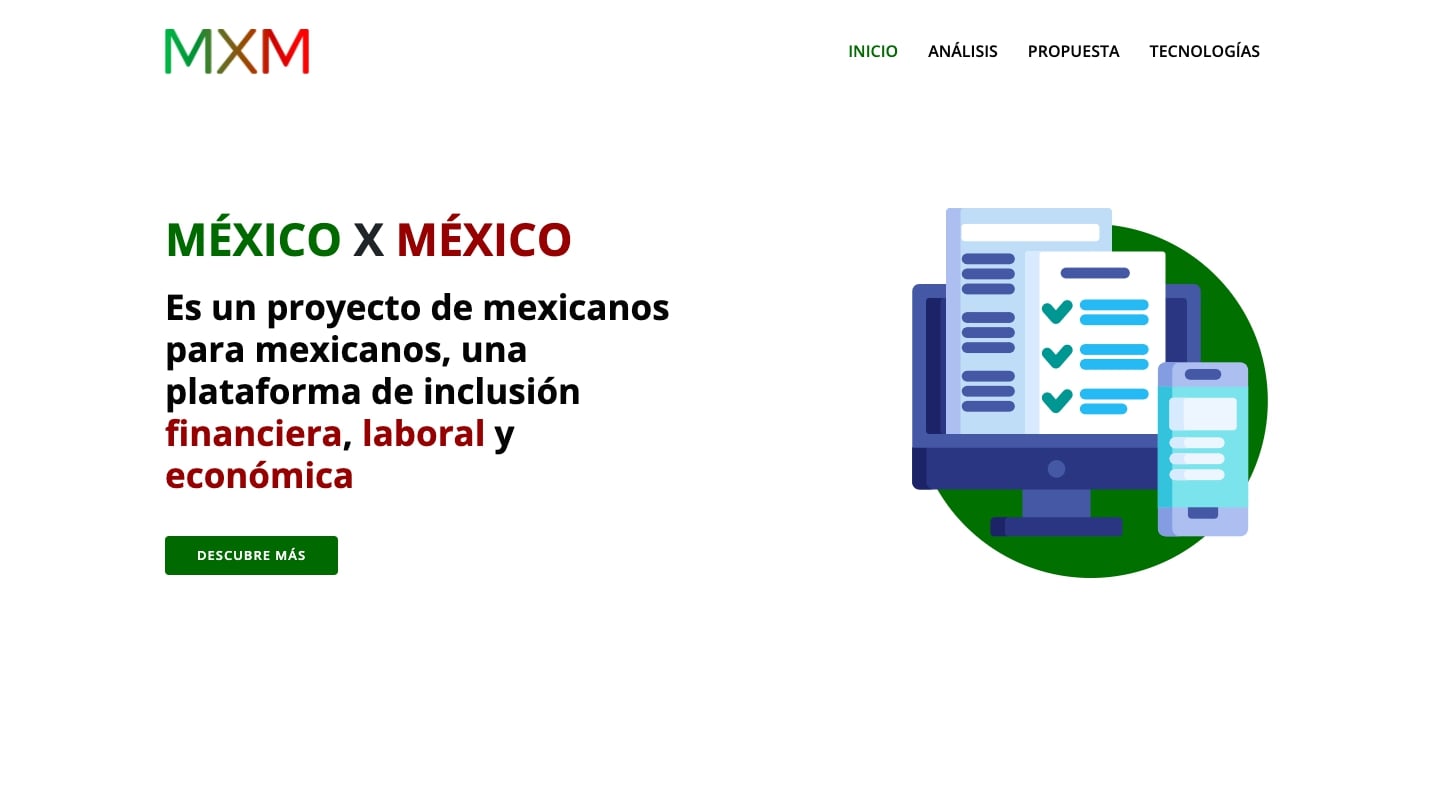 MXM
INICIO ANÁLISIS PROPUESTA TECNOLOGÍAS
MÉXICO X MÉXICO
Es un proyecto de mexicanos
para mexicanos, una
plataforma de inclusión
financiera, laboral y
económica
DESCUBRE MÁS